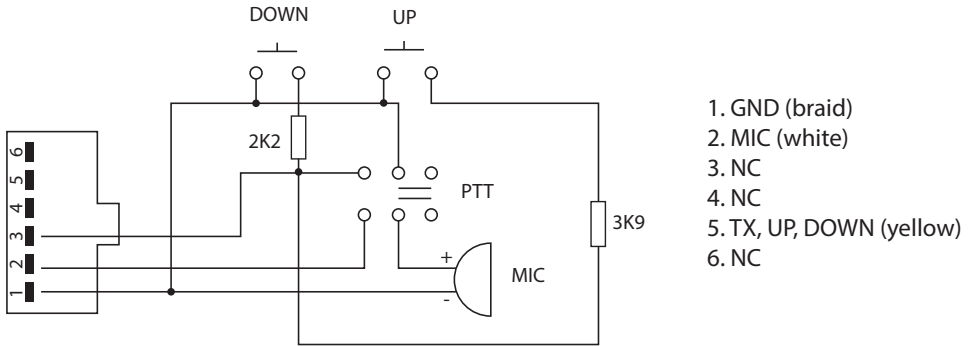 DOWN
UP
2K2
PTT
3K9
MIC
+
-
6
5
4
3
2
1
1. GND (braid)
2. MIC (white)
3. NC
4. NC
5. TX, UP, DOWN (yellow)
6. NC